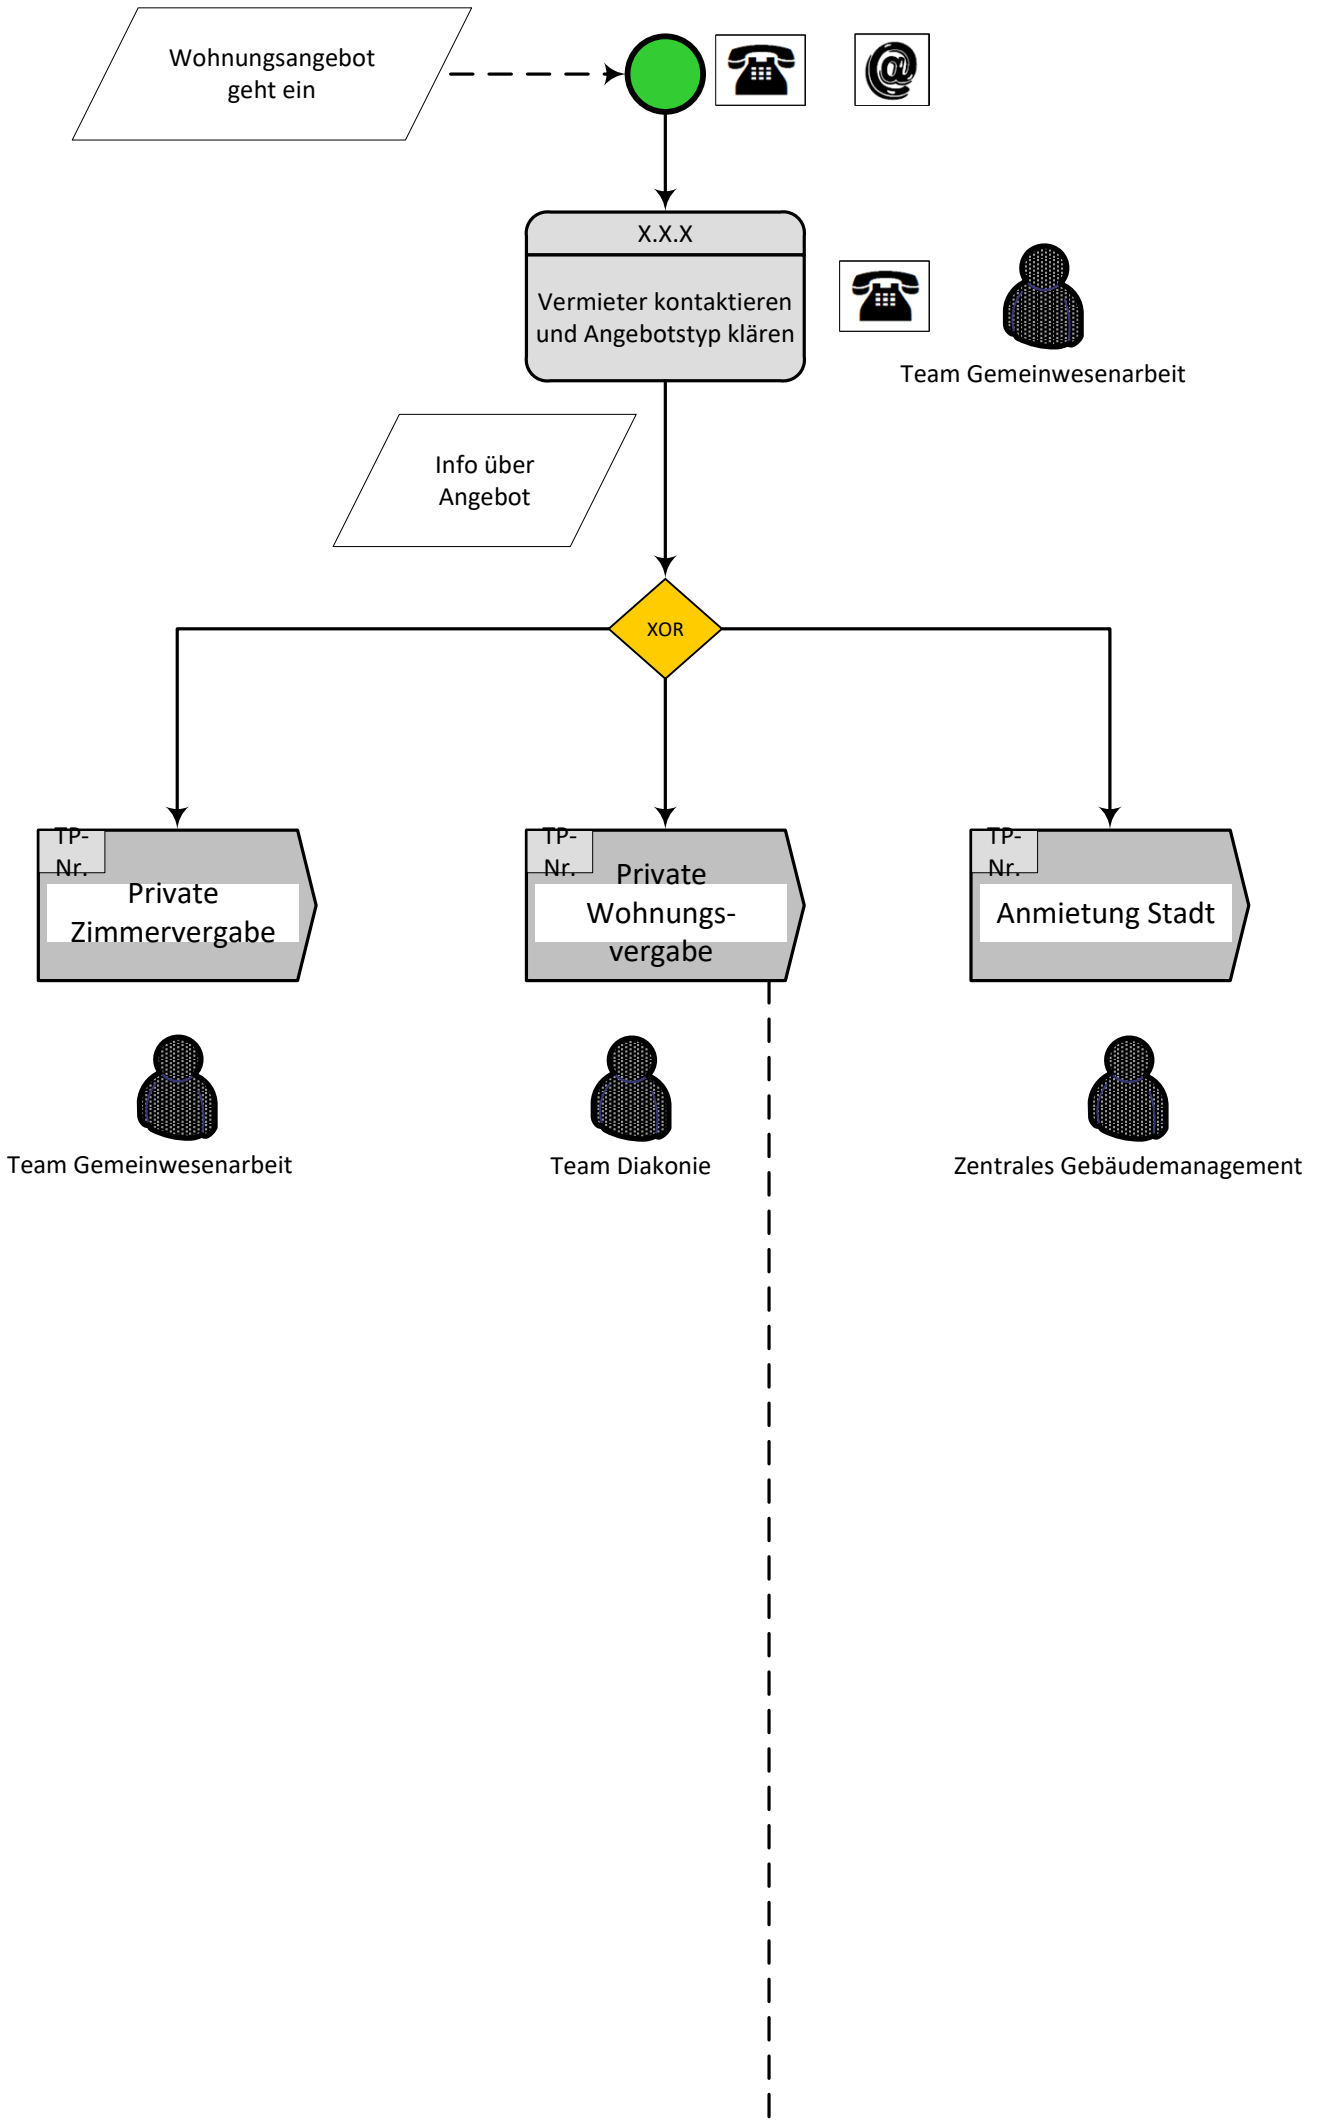 Wohnungsangebot
geht ein
@
X.X.X
Vermieter kontaktieren
und Angebotstyp klären
Team Gemeinwesenarbeit
Info über
Angebot
XOR
TP-
Nr.
Private
Zimmervergabe
TP-
Nr.
Private
Wohnungs-
vergabe
TP-
Nr.
Anmietung Stadt
Team Gemeinwesenarbeit
Team Diakonie
Zentrales Gebäudemanagement